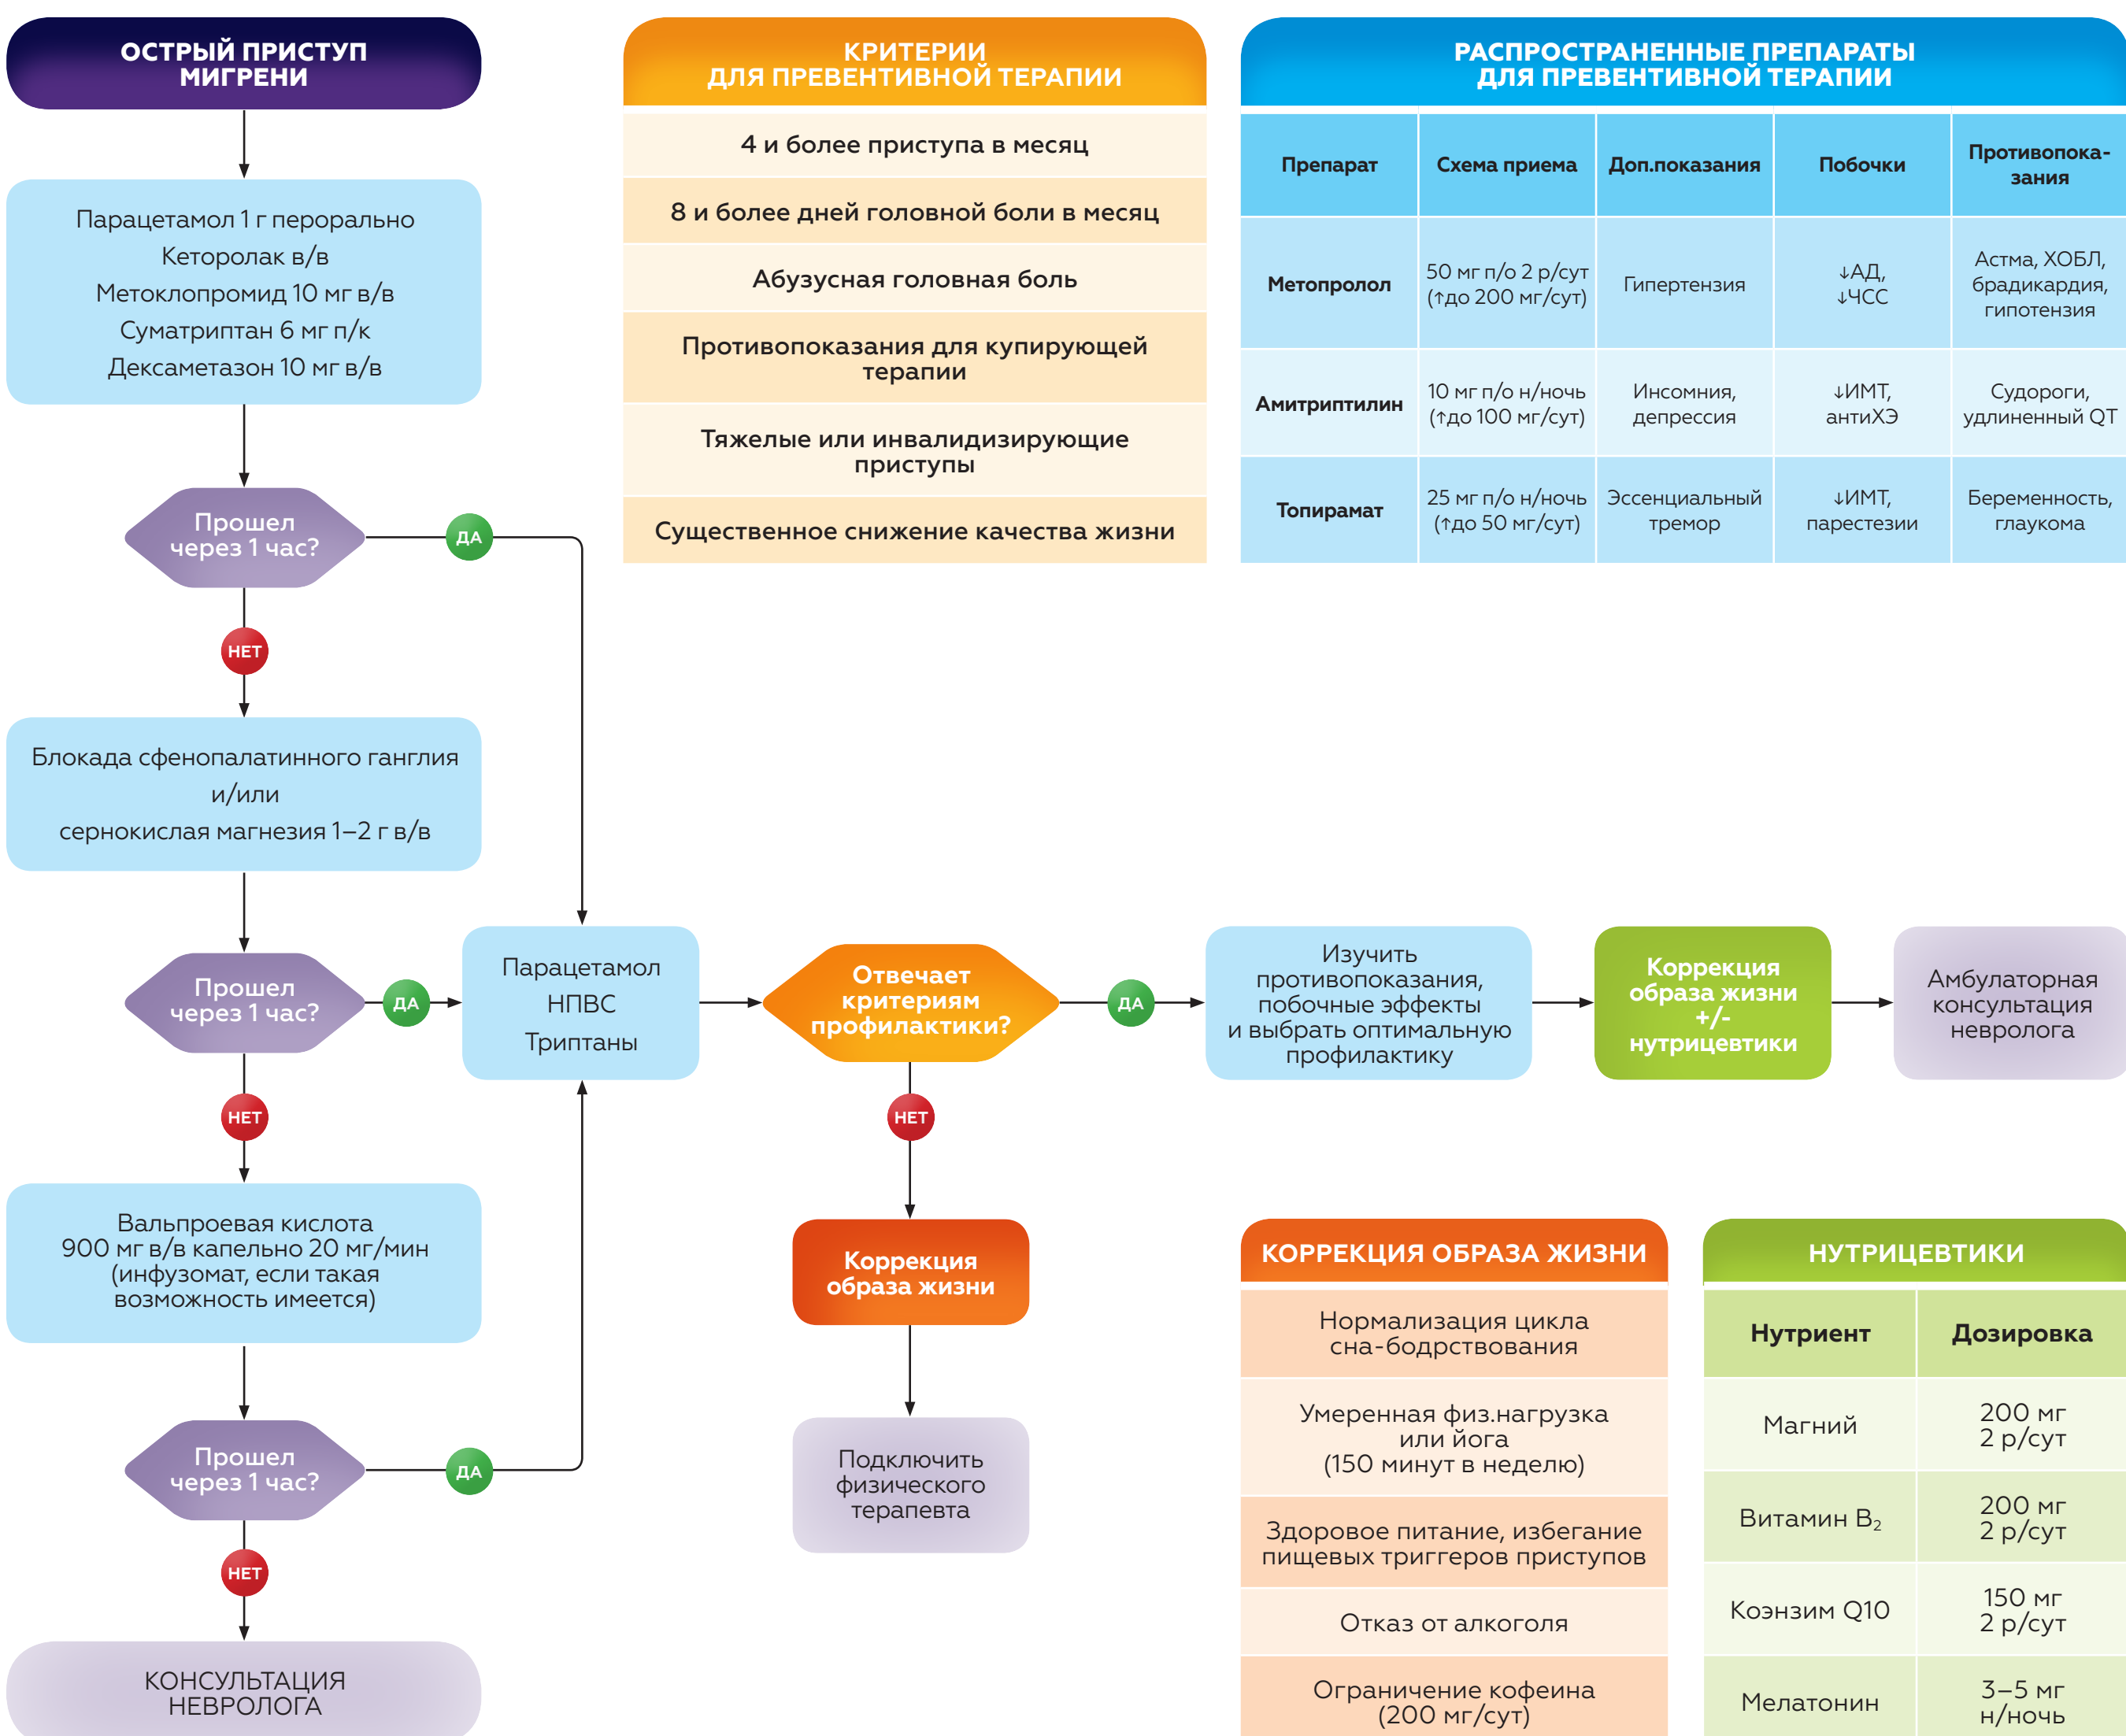 ОСТРЫЙ ПРИСТУП
МИГРЕНИ
Парацетамол 1 г перорально
Кеторолак в/в
Метоклопромид 10 мг в/в
Суматриптан 6 мг п/к
Дексаметазон 10 мг в/в
Прошел
через 1 час?
ДА
НЕТ
Блокада сфенопалатинного ганглия
и/или
сернокислая магнезия 1–2 г в/в
Прошел
через 1 час?
ДА
НЕТ
Вальпроевая кислота
900 мг в/в капельно 20 мг/мин
(инфузомат, если такая
возможность имеется)
Прошел
через 1 час?
ДА
НЕТ
КОНСУЛЬТАЦИЯ
НЕВРОЛОГА
Парацетамол
НПВС
Триптаны
Отвечает
критериям
профилактики?
ДА
НЕТ
Изучить
противопоказания,
побочные эффекты
и выбрать оптимальную
профилактику
Коррекция
образа жизни
+/-
нутрицевтики
Амбулаторная
консультация
невролога
Коррекция
образа жизни
Подключить
физического
терапевта
КРИТЕРИИ
ДЛЯ ПРЕВЕНТИВНОЙ ТЕРАПИИ
4 и более приступа в месяц
8 и более дней головной боли в месяц
Абузусная головная боль
Противопоказания для купирующей
терапии
Тяжелые или инвалидизирующие
приступы
Существенное снижение качества жизни
РАСПРОСТРАНЕННЫЕ ПРЕПАРАТЫ
ДЛЯ ПРЕВЕНТИВНОЙ ТЕРАПИИ
Препарат
Схема приема
Доп.показания
Побочки
Противопока-
зания
Метопролол
50 мг п/о 2 р/сут
(↑до 200 мг/сут)
Гипертензия
↓АД,
↓ЧСС
Астма, ХОБЛ,
брадикардия,
гипотензия
Амитриптилин
10 мг п/о н/ночь
(↑до 100 мг/сут)
Инсомния,
депрессия
↓ИМТ,
антиХЭ
Судороги,
удлиненный QT
Топирамат
25 мг п/о н/ночь
(↑до 50 мг/сут)
Эссенциальный
тремор
↓ИМТ,
парестезии
Беременность,
глаукома
КОРРЕКЦИЯ ОБРАЗА ЖИЗНИ
Нормализация цикла
сна-бодрствования
Умеренная физ.нагрузка
или йога
(150 минут в неделю)
Здоровое питание, избегание
пищевых триггеров приступов
Отказ от алкоголя
Ограничение кофеина
(200 мг/сут)
НУТРИЦЕВТИКИ
Нутриент
Дозировка
Магний
200 мг
2 р/сут
Витамин B₂
200 мг
2 р/сут
Коэнзим Q10
150 мг
2 р/сут
Мелатонин
3–5 мг
н/ночь